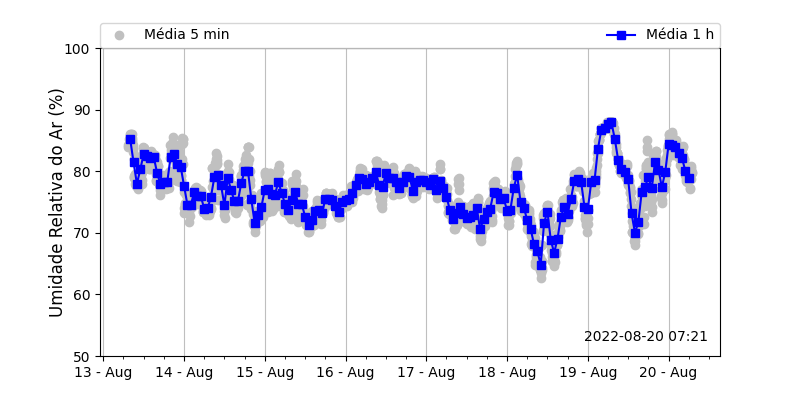 Média 5 min
Média 1 h
Umidade Relativa do Ar (%)
100
90
80
70
60
50
2022-08-20 07:21
13 - Aug
14 - Aug
15 - Aug
16 - Aug
17 - Aug
18 - Aug
19 - Aug
20 - Aug